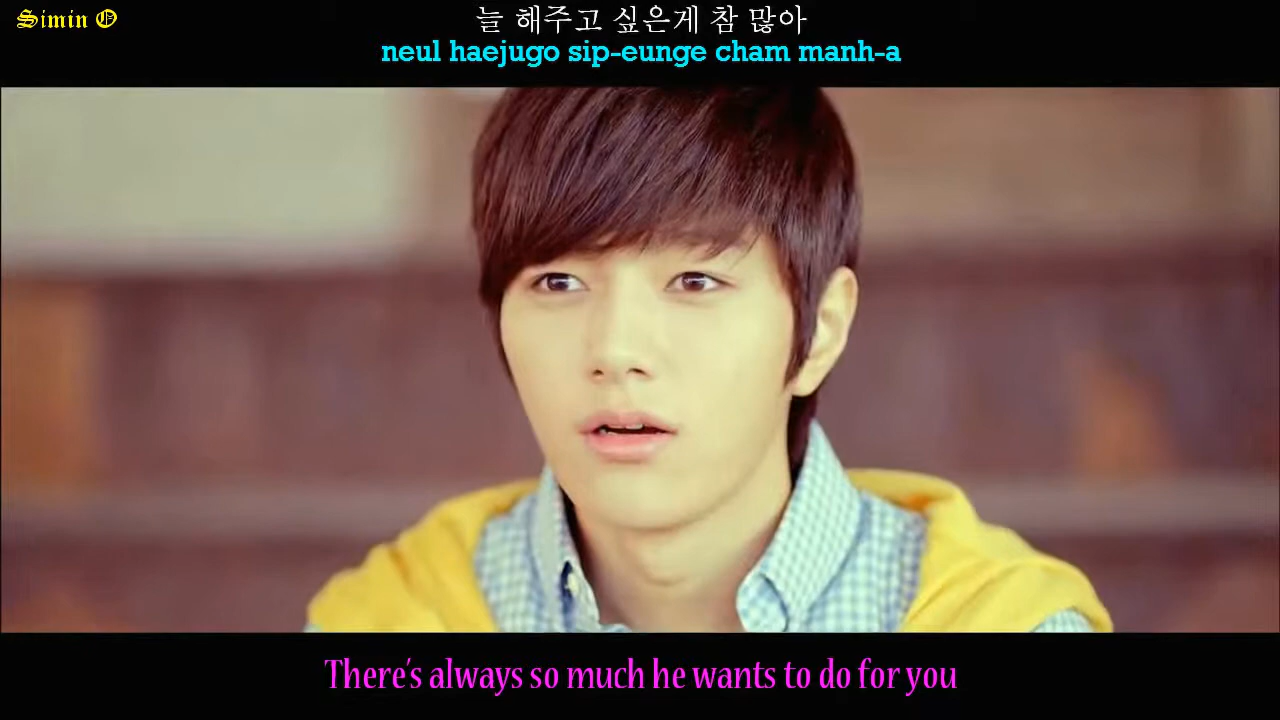 Simin O
늘 해주고 싶은게 참 많아
neul haejugo sip-eunge cham manh-a
There's always so much he wants to do for you